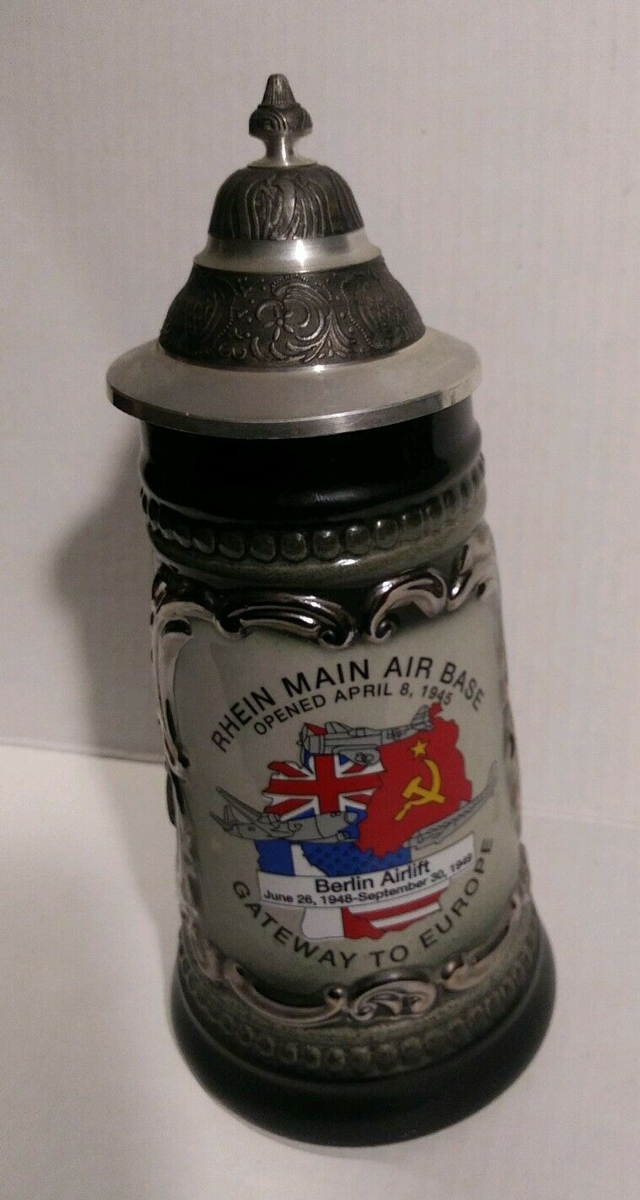 RHEIN MAIN AIR BASE
OPENED APRIL 8, 1945
Berlin Airlift
June 26, 1948-September 30, 1949
GATEWAY TO EUROPE